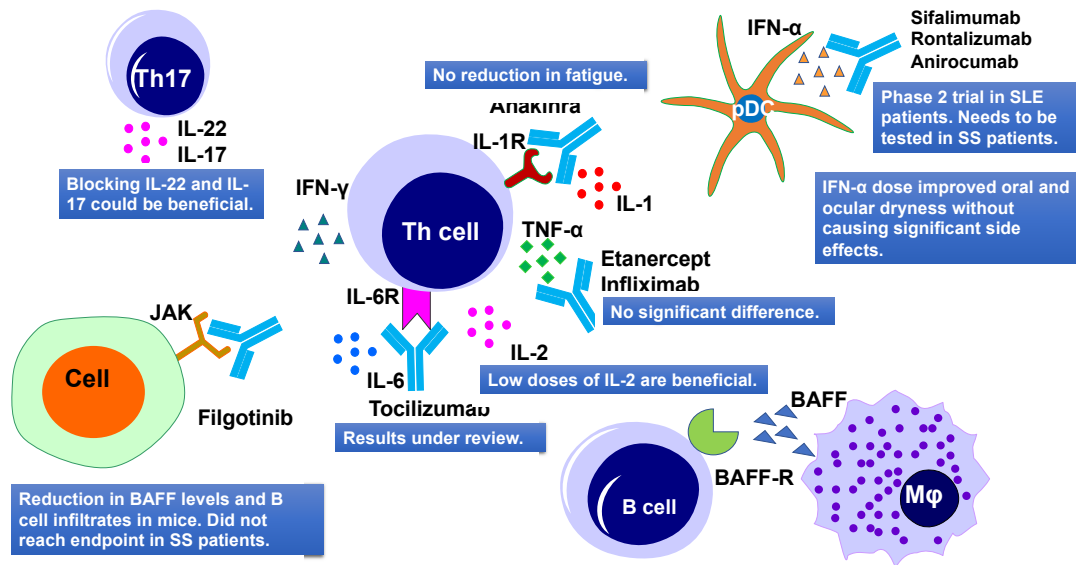 Th17
IL-22
IL-17
Blocking IL-22 and IL-
17 could be beneficial.
No reduction in fatigue.
Anakinra
IL-1R
IL-1
IFN-α
Sifalimumab
Rontalizumab
Anirocumab
pDC
Phase 2 trial in SLE
patients. Needs to be
tested in SS patients.
IFN-α dose improved oral and
ocular dryness without
causing significant side
effects.
IFN-γ
Th cell
TNF-α
Etanercept
Infliximab
No significant difference.
IL-6R
IL-2
Low doses of IL-2 are beneficial.
IL-6
Tocilizumab
Results under review.
JAK
Cell
Filgotinib
Reduction in BAFF levels and B
cell infiltrates in mice. Did not
reach endpoint in SS patients.
BAFF
BAFF-R
B cell
Mφ